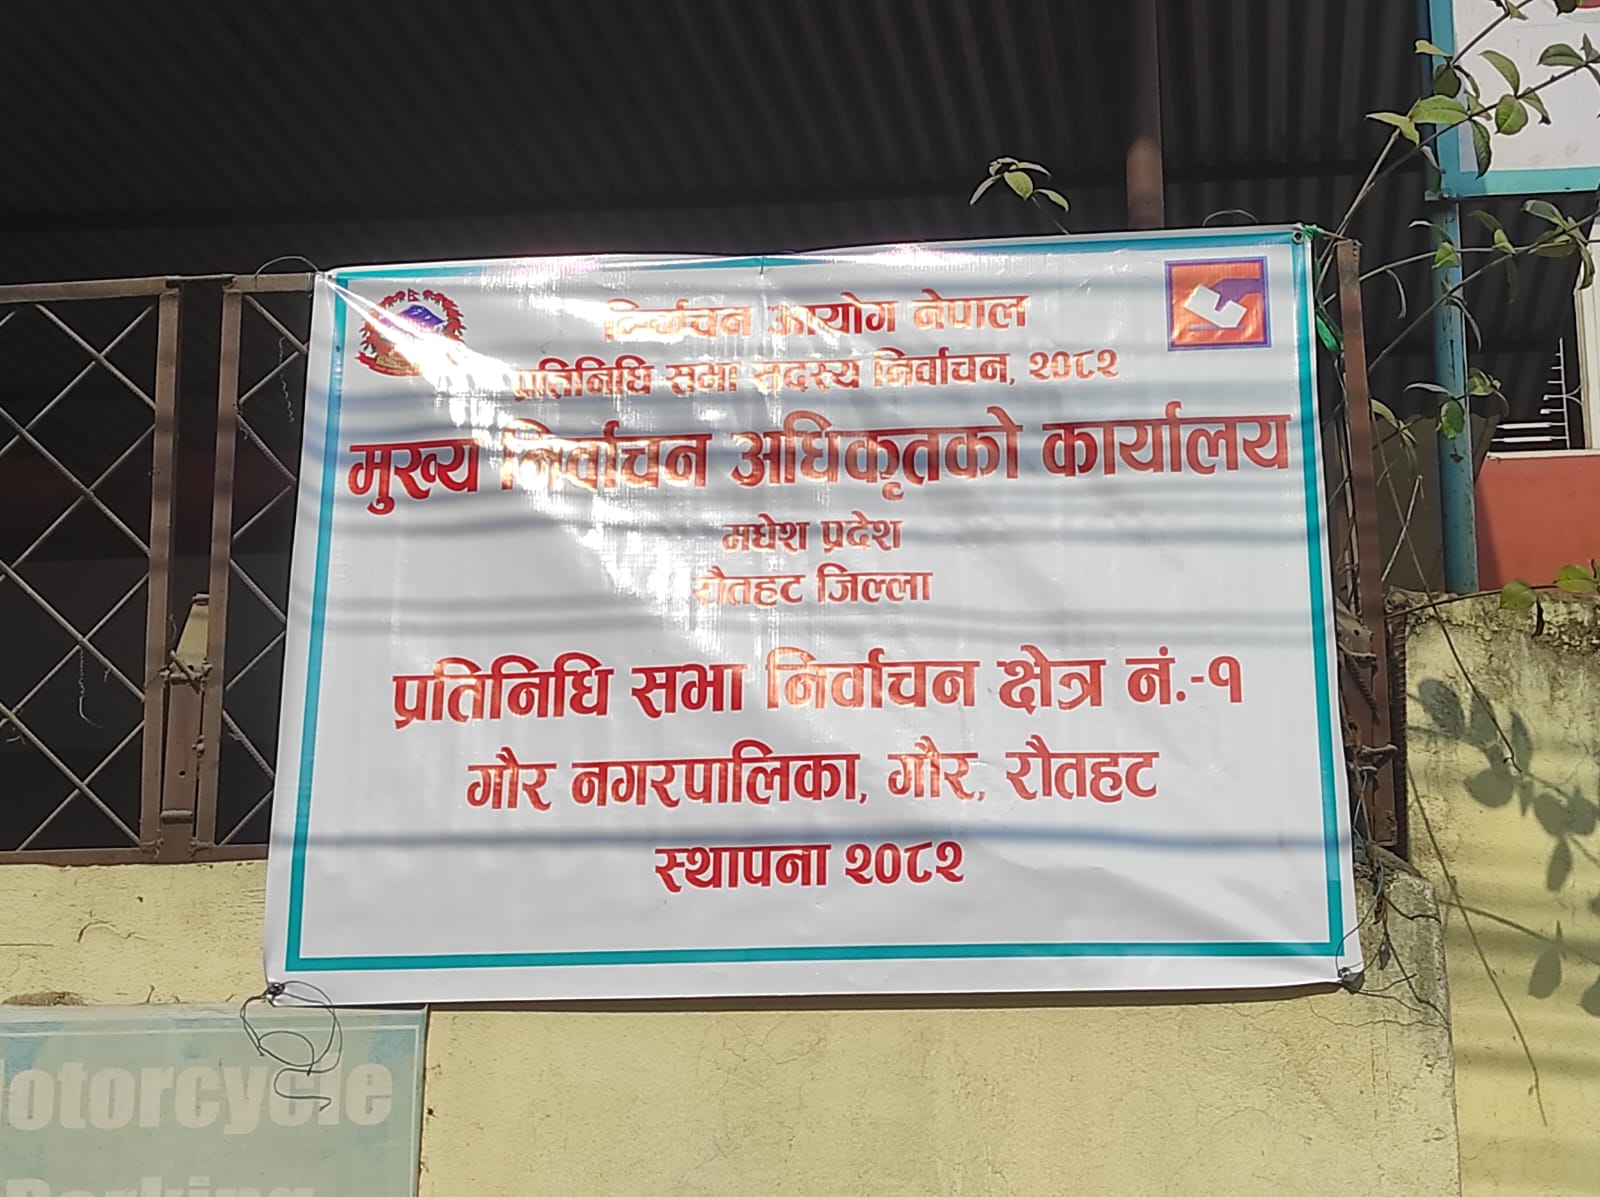 निर्वाचन आयोग नेपाल
प्रतिनिधि सभा सदस्य निर्वाचन, २०८२
मुख्य निर्वाचन अधिकृतको कार्यालय
मधेश प्रदेश
रौतहट जिल्ला
प्रतिनिधि सभा निर्वाचन क्षेत्र नं.-१
गौर नगरपालिका, गौर, रौतहट
स्थापना २०८२
Motorcycle
Parking